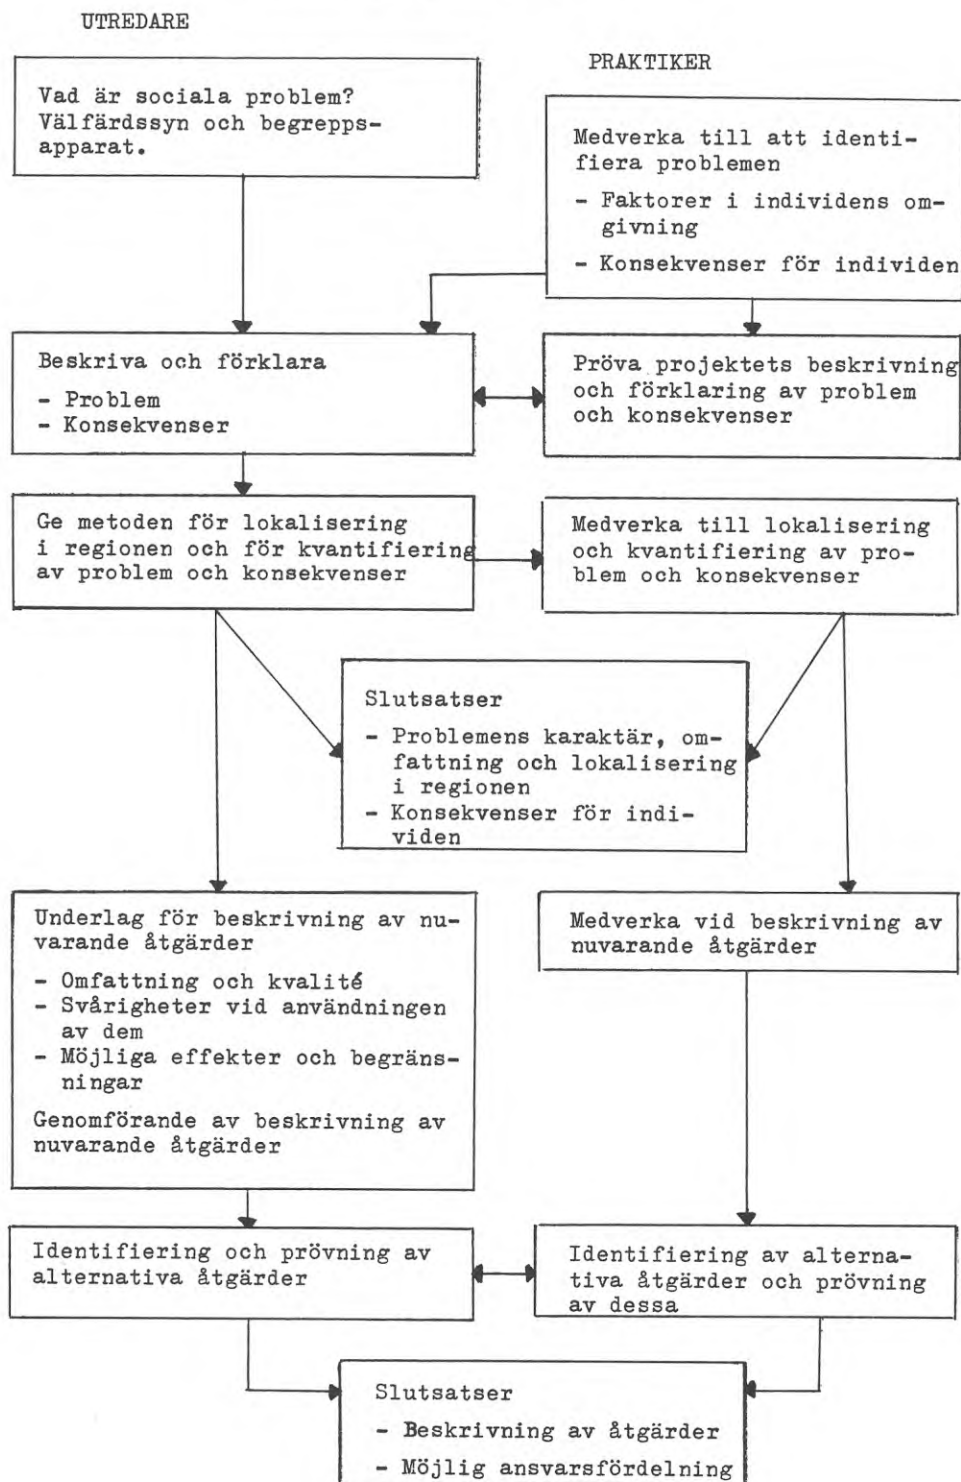 UTREDARE
PRAKTIKER
Vad är sociala problem?
Välfärdssyn och begrepps-
apparat.
Medverka till att identi-
fiera problemen
- Faktorer i individens om-
givning
- Konsekvenser för individen
Beskriva och förklara
- Problem
- Konsekvenser
Pröva projektets beskrivning
och förklaring av problem
och konsekvenser
Ge metoden för lokalisering
i regionen och för kvantifiering
av problem och konsekvenser
Medverka till lokalisering
och kvantifiering av pro-
blem och konsekvenser
Slutsatser
- Problemens karaktär, om-
fattning och lokalisering
i regionen
- Konsekvenser för indi-
viden
Underlag för beskrivning av nu-
varande åtgärder
- Omfattning och kvalité
- Svårigheter vid användningen
av dem
- Möjliga effekter och begräns-
ningar
Genomförande av beskrivning av
nuvarande åtgärder
Medverka vid beskrivning av
nuvarande åtgärder
Identifiering och prövning av
alternativa åtgärder
Identifiering av alterna-
tiva åtgärder och prövning
av dessa
Slutsatser
- Beskrivning av åtgärder
- Möjlig ansvarsfördelning